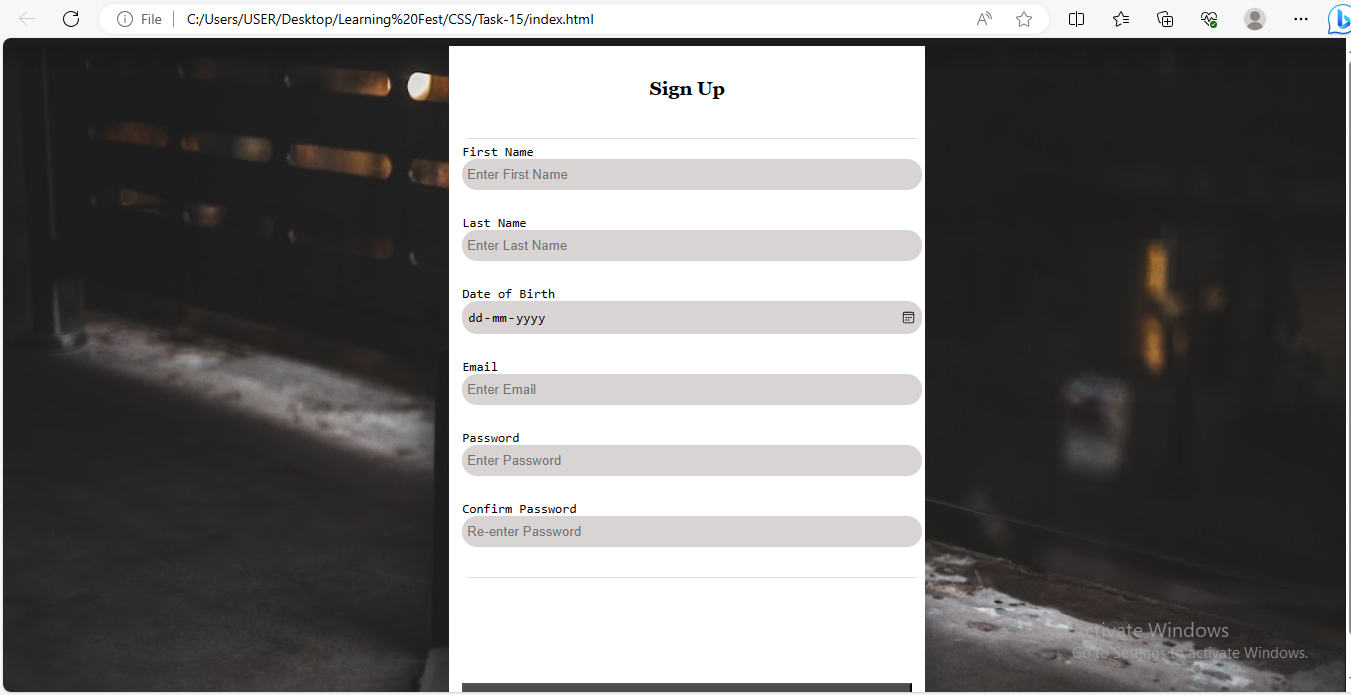 File
C:/Users/USER/Desktop/Learning%20Fest/CSS/Task-15/index.html
Sign Up
First Name
Enter First Name
Last Name
Enter Last Name
Date of Birth
dd-mm-yyyy
Email
Enter Email
Password
Enter Password
Confirm Password
Re-enter Password
Activate Windows
Go to Settings to activate Windows.